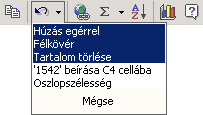 Húzás egérrel
Félkövér
Tartalom törlése
'1542' beírása C4 cellába
Oszlopszélesség
Mégse